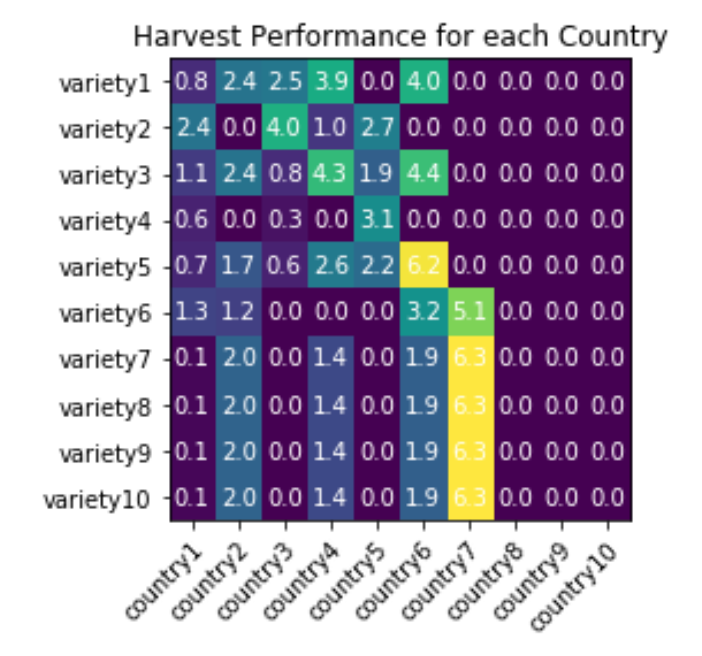 Harvest Performance for each Country
variety1 0.8 2.4 2.5 3.9 0.0 4.0 0.0 0.0 0.0 0.0
variety2 2.4 0.0 4.0 1.0 2.7 0.0 0.0 0.0 0.0 0.0
variety3 1.1 2.4 0.8 4.3 1.9 4.4 0.0 0.0 0.0 0.0
variety4 0.6 0.0 0.3 0.0 3.1 0.0 0.0 0.0 0.0 0.0
variety5 0.7 1.7 0.6 2.6 2.2 6.2 0.0 0.0 0.0 0.0
variety6 1.3 1.2 0.0 0.0 0.0 3.2 5.1 0.0 0.0 0.0
variety7 0.1 2.0 0.0 1.4 0.0 1.9 6.3 0.0 0.0 0.0
variety8 0.1 2.0 0.0 1.4 0.0 1.9 6.3 0.0 0.0 0.0
variety9 0.1 2.0 0.0 1.4 0.0 1.9 6.3 0.0 0.0 0.0
variety10 0.1 2.0 0.0 1.4 0.0 1.9 6.3 0.0 0.0 0.0
country1 country2 country3 country4 country5 country6 country7 country8 country9 country10